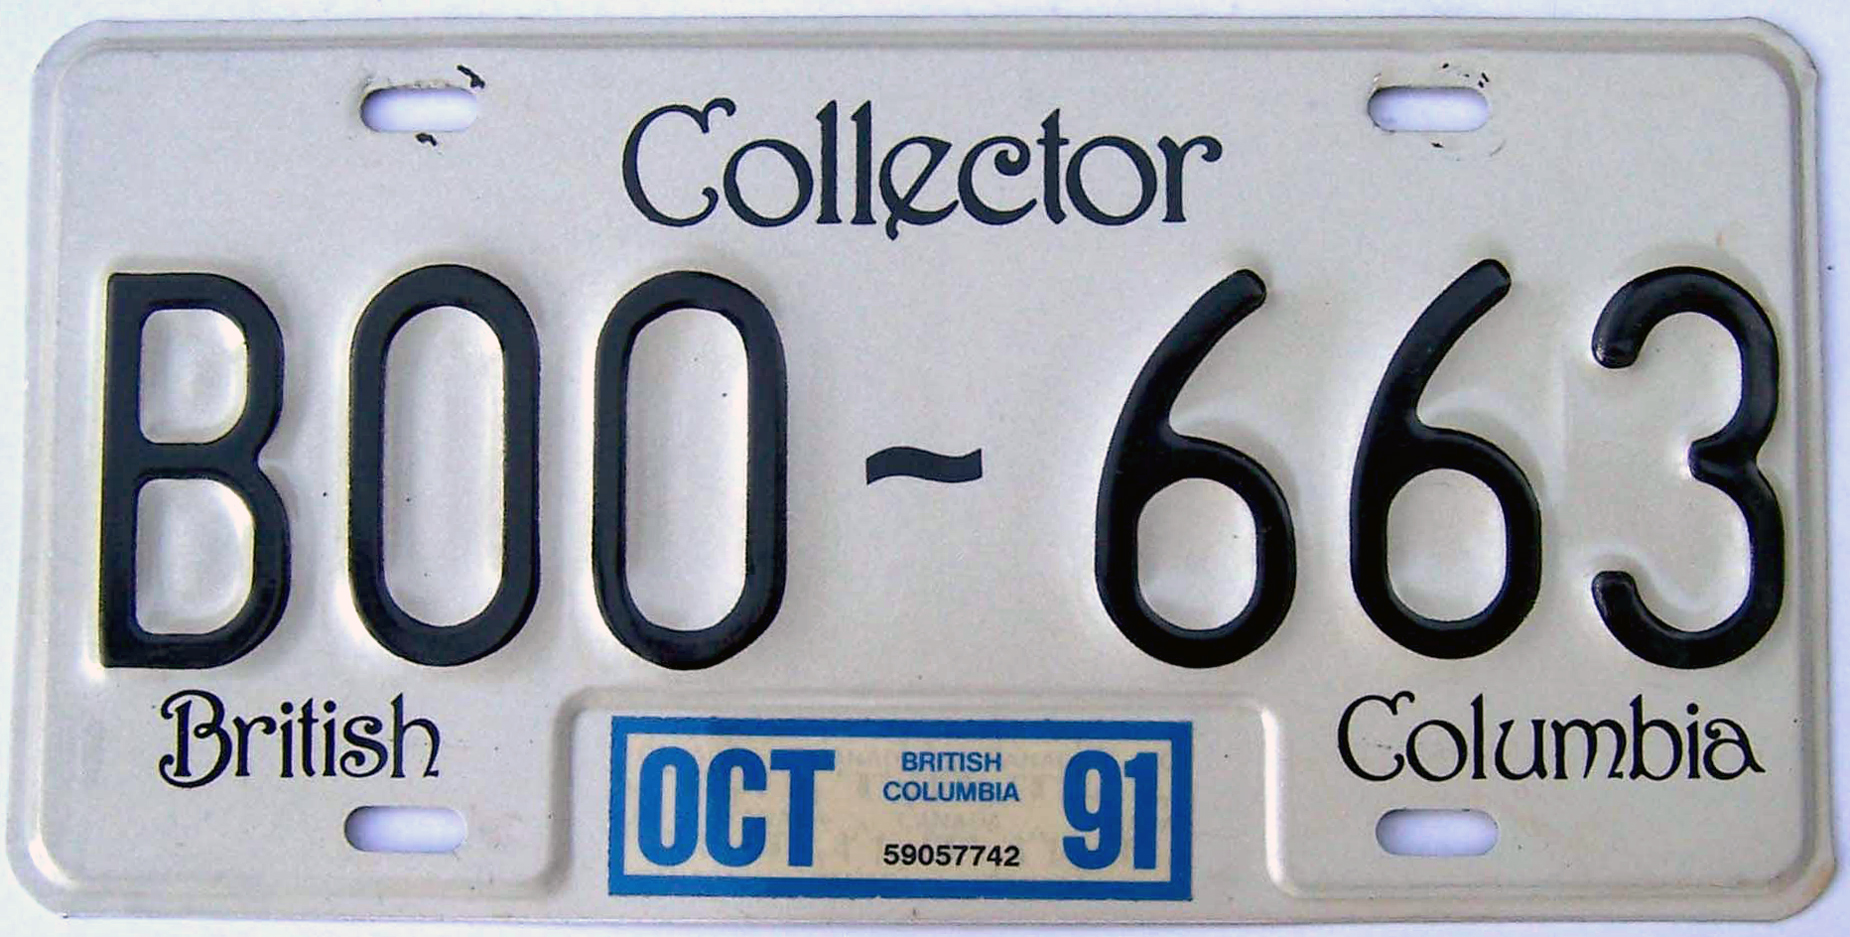 Collector
B00~663
British
Columbia
OCT
BRITISH
COLUMBIA
59057742
91